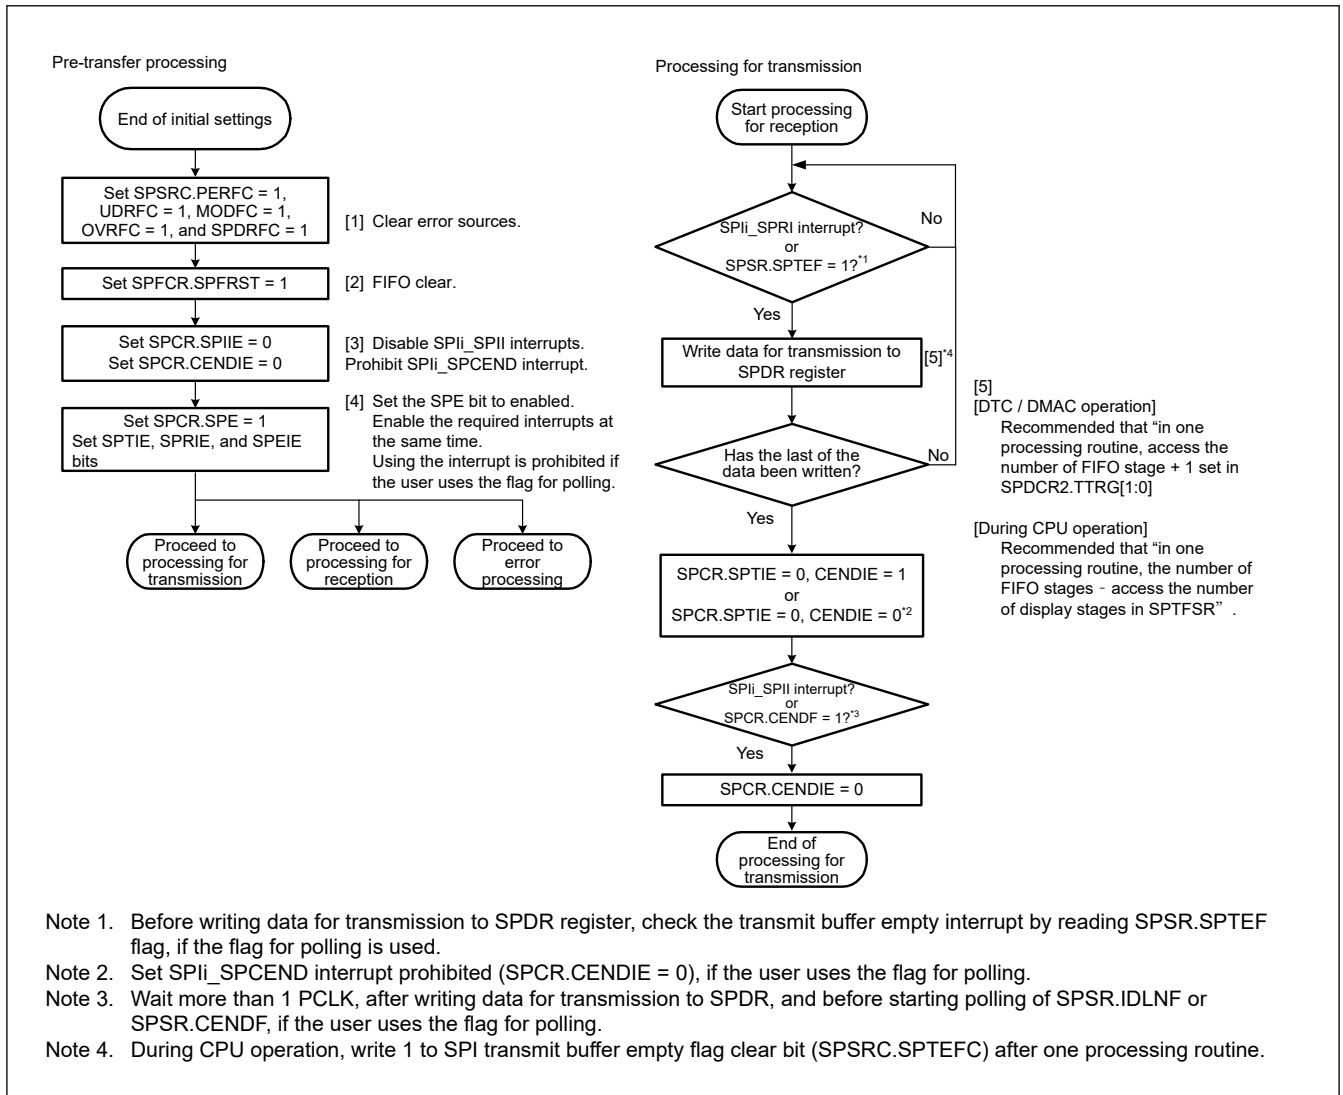 Pre-transfer processing
End of initial settings
Set SPSRC.PERFC = 1,
UDRFC = 1, MODFC = 1,
OVRFC = 1, and SPDRFC = 1
[1] Clear error sources.
Set SPFCR.SPFRST = 1
[2] FIFO clear.
Set SPCR.SPIIE = 0
Set SPCR.CENDIE = 0
[3] Disable SPIi_SPII interrupts.
Prohibit SPIi_SPCEND interrupt.
Set SPCR.SPE = 1
Set SPTIE, SPRIE, and SPEIE
bits
[4] Set the SPE bit to enabled.
Enable the required interrupts at
the same time.
Using the interrupt is prohibited if
the user uses the flag for polling.
Proceed to
processing for
transmission
Proceed to
processing for
reception
Proceed to
error
processing
Processing for transmission
Start processing
for reception
SPIi_SPRI interrupt?
or
SPSR.SPTEF = 1?*1
No
Yes
Write data for transmission to
SPDR register
[5]*4
Has the last of the
data been written?
No
Yes
SPCR.SPTIE = 0, CENDIE = 1
or
SPCR.SPTIE = 0, CENDIE = 0*2
SPIi_SPII interrupt?
or
SPCR.CENDF = 1?*3
Yes
SPCR.CENDIE = 0
End of
processing for
transmission
[5]
[DTC / DMAC operation]
Recommended that “in one
processing routine, access the
number of FIFO stage + 1 set in
SPDCR2.TTRG[1:0]
[During CPU operation]
Recommended that “in one
processing routine, the number of
FIFO stages - access the number
of display stages in SPTFSR” .
Note 1. Before writing data for transmission to SPDR register, check the transmit buffer empty interrupt by reading SPSR.SPTEF
flag, if the flag for polling is used.
Note 2. Set SPIi_SPCEND interrupt prohibited (SPCR.CENDIE = 0), if the user uses the flag for polling.
Note 3. Wait more than 1 PCLK, after writing data for transmission to SPDR, and before starting polling of SPSR.IDLNF or
SPSR.CENDF, if the user uses the flag for polling.
Note 4. During CPU operation, write 1 to SPI transmit buffer empty flag clear bit (SPSRC.SPTEFC) after one processing routine.